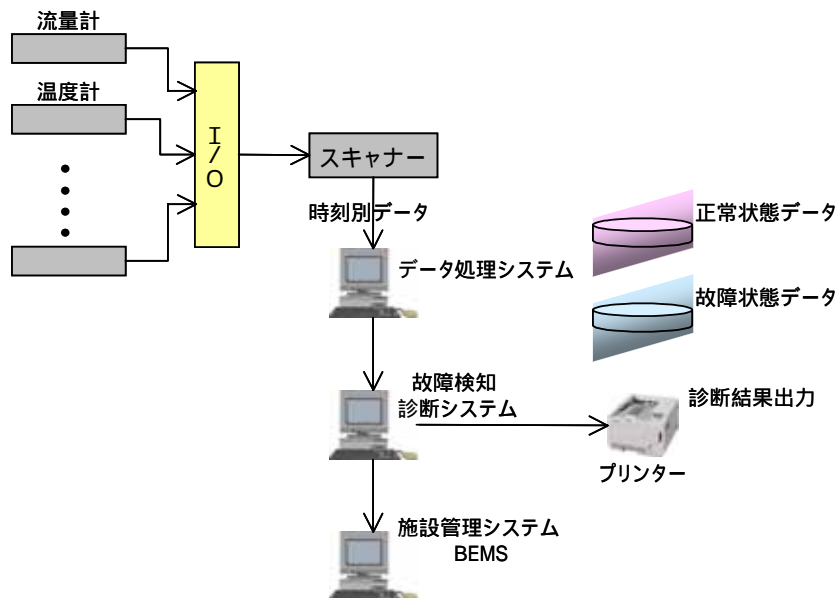 流量計
温度計
I/O
スキャナー
時刻別データ
データ処理システム
正常状態データ
故障状態データ
故障検知
診断システム
診断結果出力
プリンター
施設管理システム
BEMS